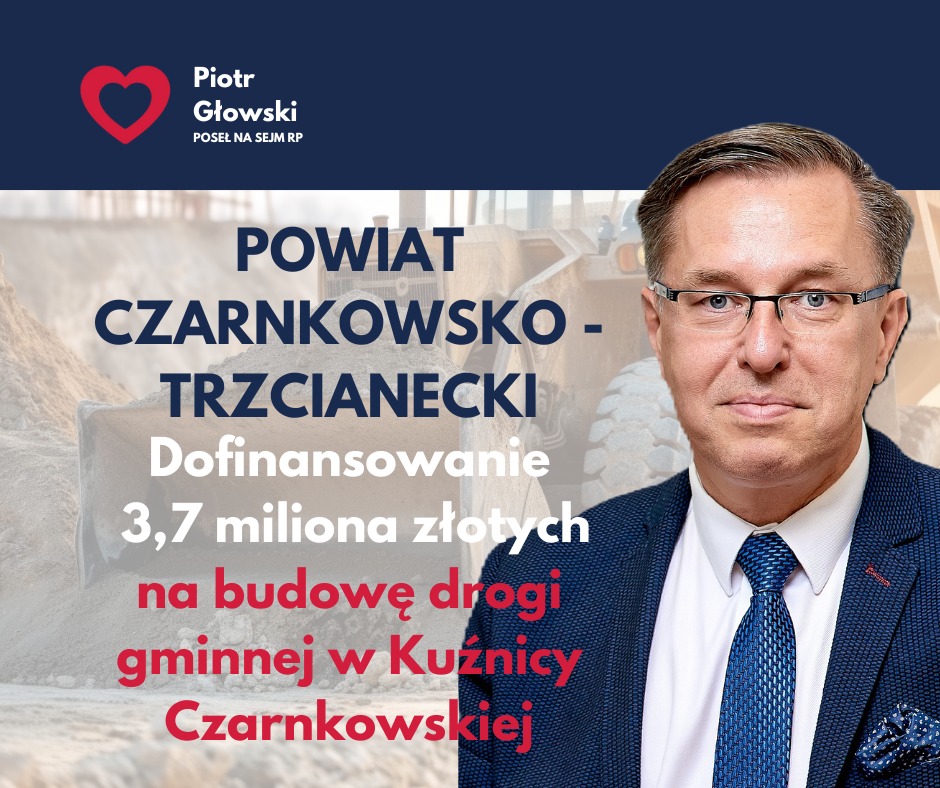 Piotr
Głowski
POSEŁ NA SEJM RP
POWIAT
CZARNKOWSKO -
TRZCIANECKI
Dofinansowanie
3,7 miliona złotych
na budowę drogi
gminnej w Kuźnicy
Czarnkowskiej